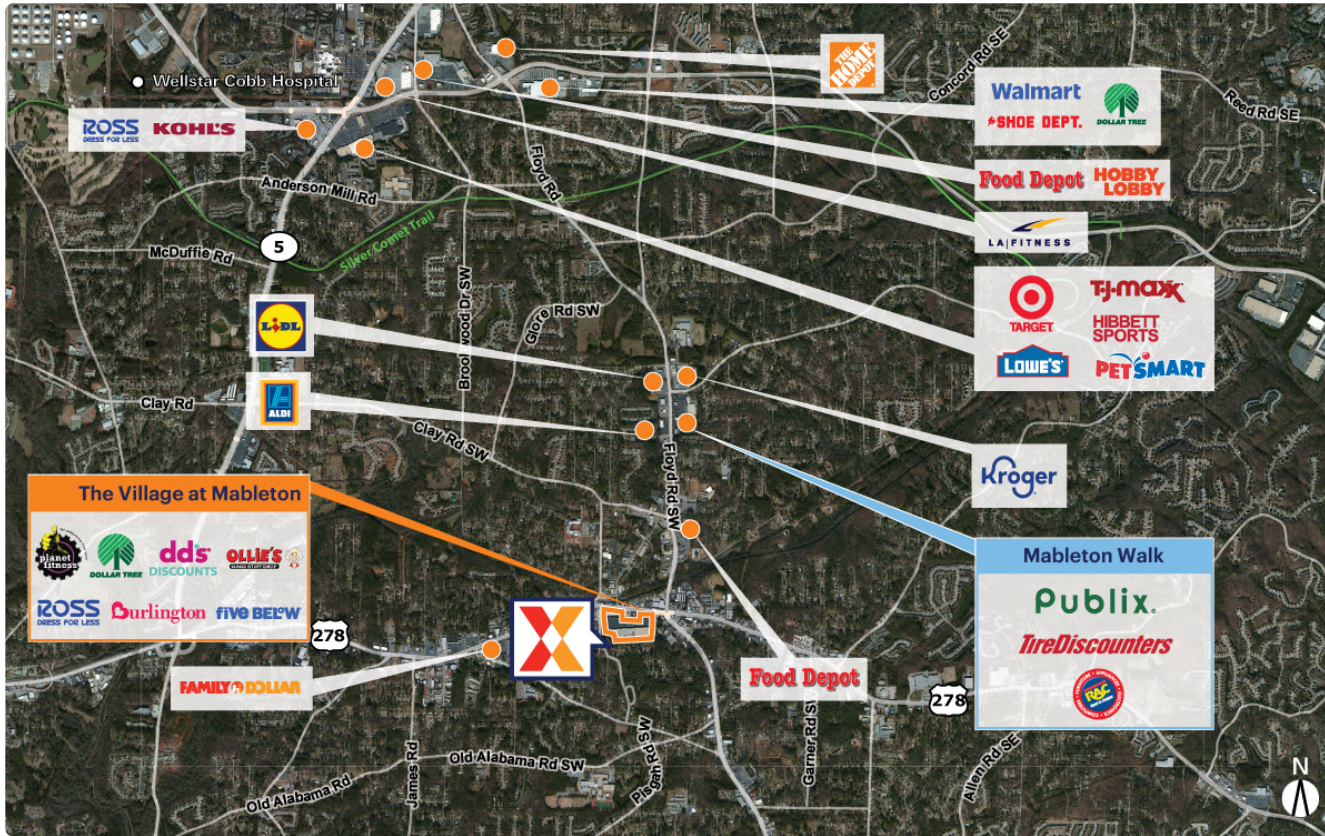 THE
HOME
DEPOT
Wellstar Cobb Hospital
Concord Rd SE
Walmart
SHOE DEPT.
DOLLAR TREE
Reed Rd SE
ROSS
DRESS FOR LESS
KOHL'S
Floyd Rd
Food Depot
HOBBY
LOBBY
Anderson Mill Rd
LA|FITNESS
5
McDuffie Rd
Silver Comet Trail
TARGET
T·J·maxx
HIBBETT
SPORTS
LOWE'S
PETSMART
LiDL
Glore Rd SW
Brookwood Dr SW
ALDI
Clay Rd
Clay Rd SW
Floyd Rd SW
Kroger
The Village at Mableton
planet
fitness
DOLLAR TREE
dd's
DISCOUNTS
OLLIE'S
GOOD STUFF CHEAP
ROSS
DRESS FOR LESS
Burlington
five BELOW
Mableton Walk
Publix.
TireDiscounters
RAC
278
FAMILY DOLLAR
Food Depot
278
Garner Rd SW
Allen Rd SE
Pisgah Rd SW
Old Alabama Rd SW
Old Alabama Rd
James Rd
N